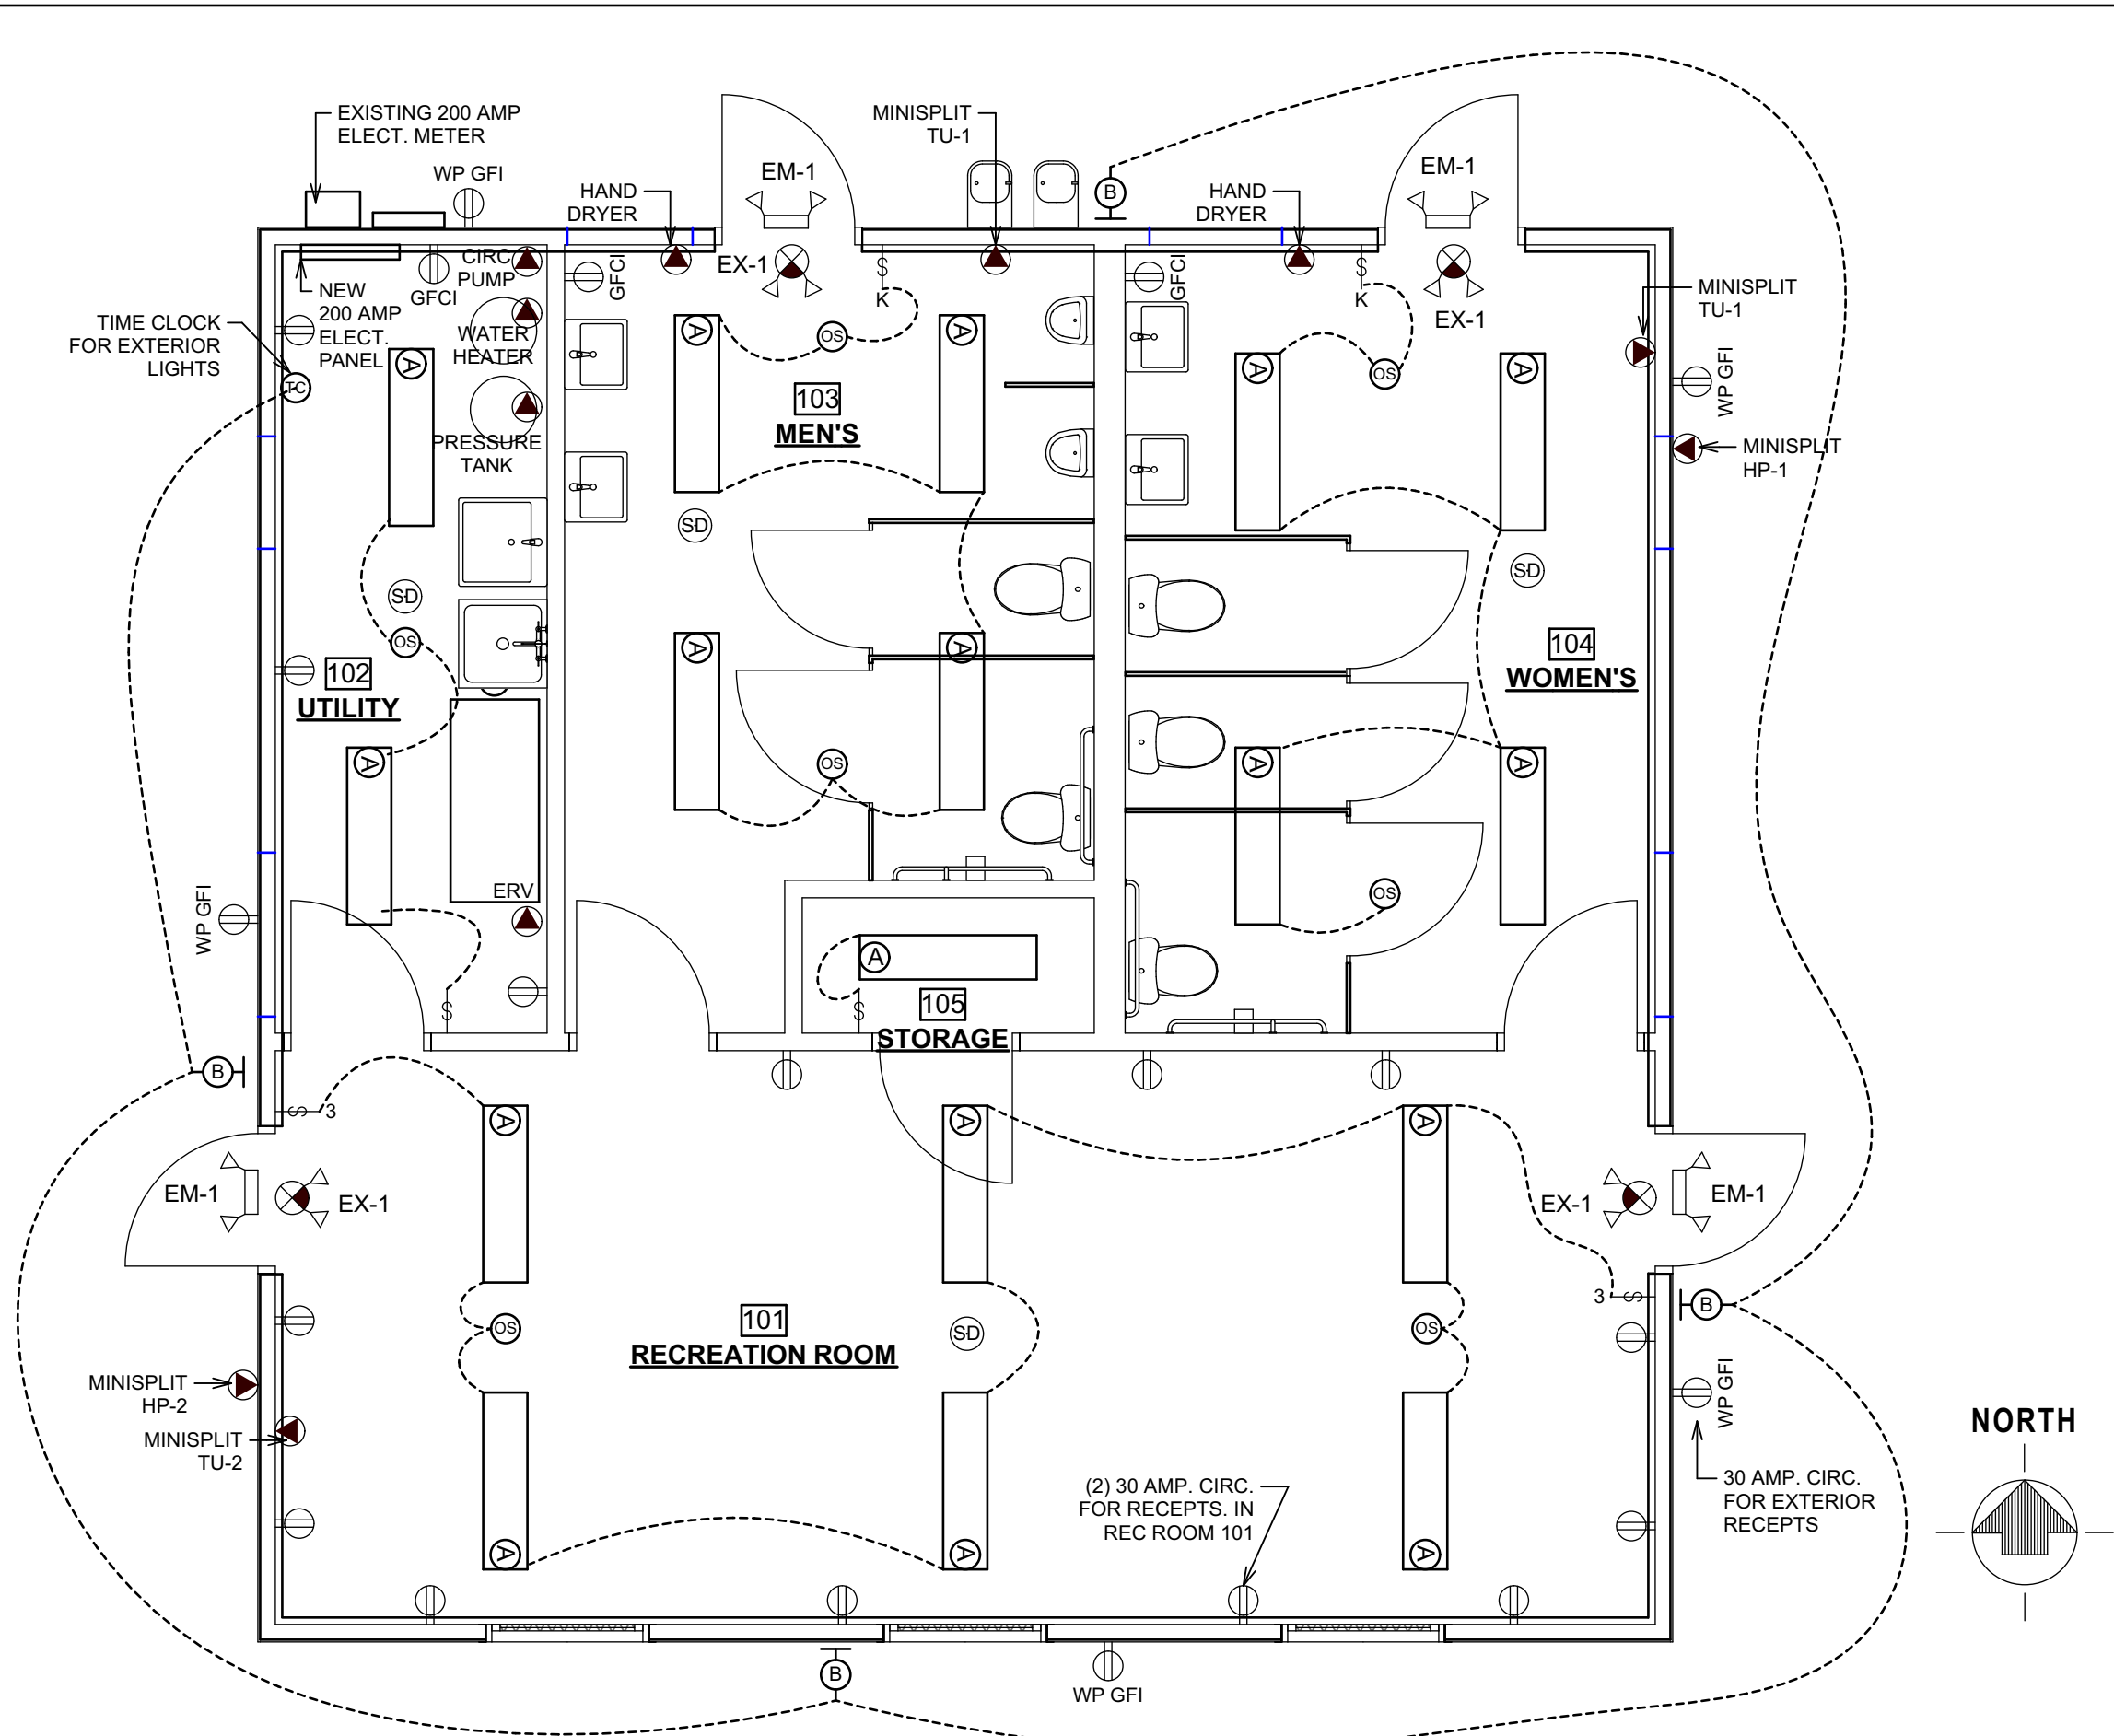 EXISTING 200 AMP
ELECT. METER
WP GFI
HAND
DRYER
EM-1
MINISPLIT
TU-1
B
HAND
DRYER
EM-1
CIRC
PUMP
GFCI
NEW
200 AMP
ELECT.
PANEL
TIME CLOCK
FOR EXTERIOR
LIGHTS
TC
WATER
HEATER
PRESSURE
TANK
A
GFCI
EX-1
S
K
A
OS
A
103
MEN'S
GFCI
S
K
EX-1
A
OS
A
MINISPLIT
TU-1
WP GFI
MINISPLIT
HP-1
SD
SD
OS
102
UTILITY
A
A
A
OS
SD
104
WOMEN'S
A
A
OS
ERV
WP GFI
S
A
S
105
STORAGE
B
S
3
A
A
A
EM-1
EX-1
EX-1
EM-1
3
S
B
OS
101
RECREATION ROOM
SD
OS
MINISPLIT
HP-2
MINISPLIT
TU-2
WP GFI
30 AMP. CIRC.
FOR EXTERIOR
RECEPTS
NORTH
(2) 30 AMP. CIRC.
FOR RECEPTS. IN
REC ROOM 101
A
A
A
B
WP GFI